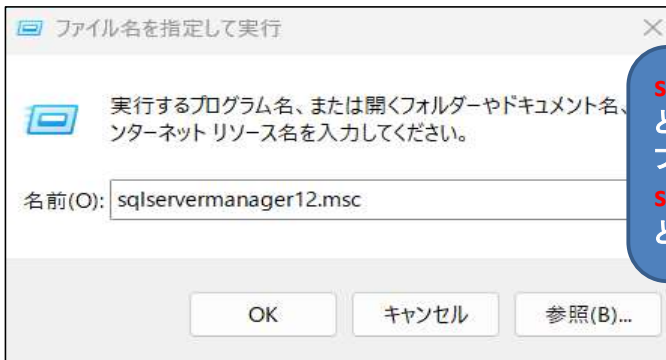 ファイル名を指定して実行
実行するプログラム名、または開くフォルダーやドキュメント名、
ンターネット リソース名を入力してください。
名前(O): sqlservermanager12.msc
OK キャンセル 参照(B)...
s
と
フ
s
と